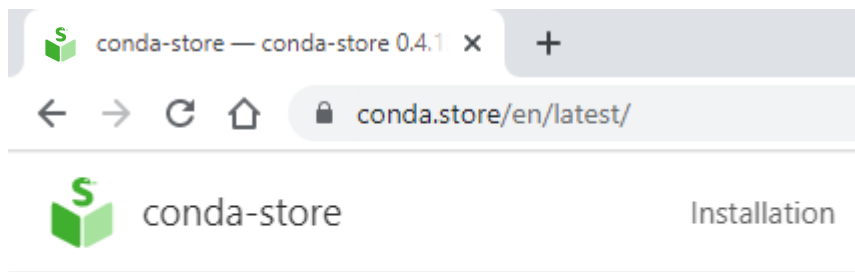 conda-store — conda-store 0.4.1
conda.store/en/latest/
conda-store Installation